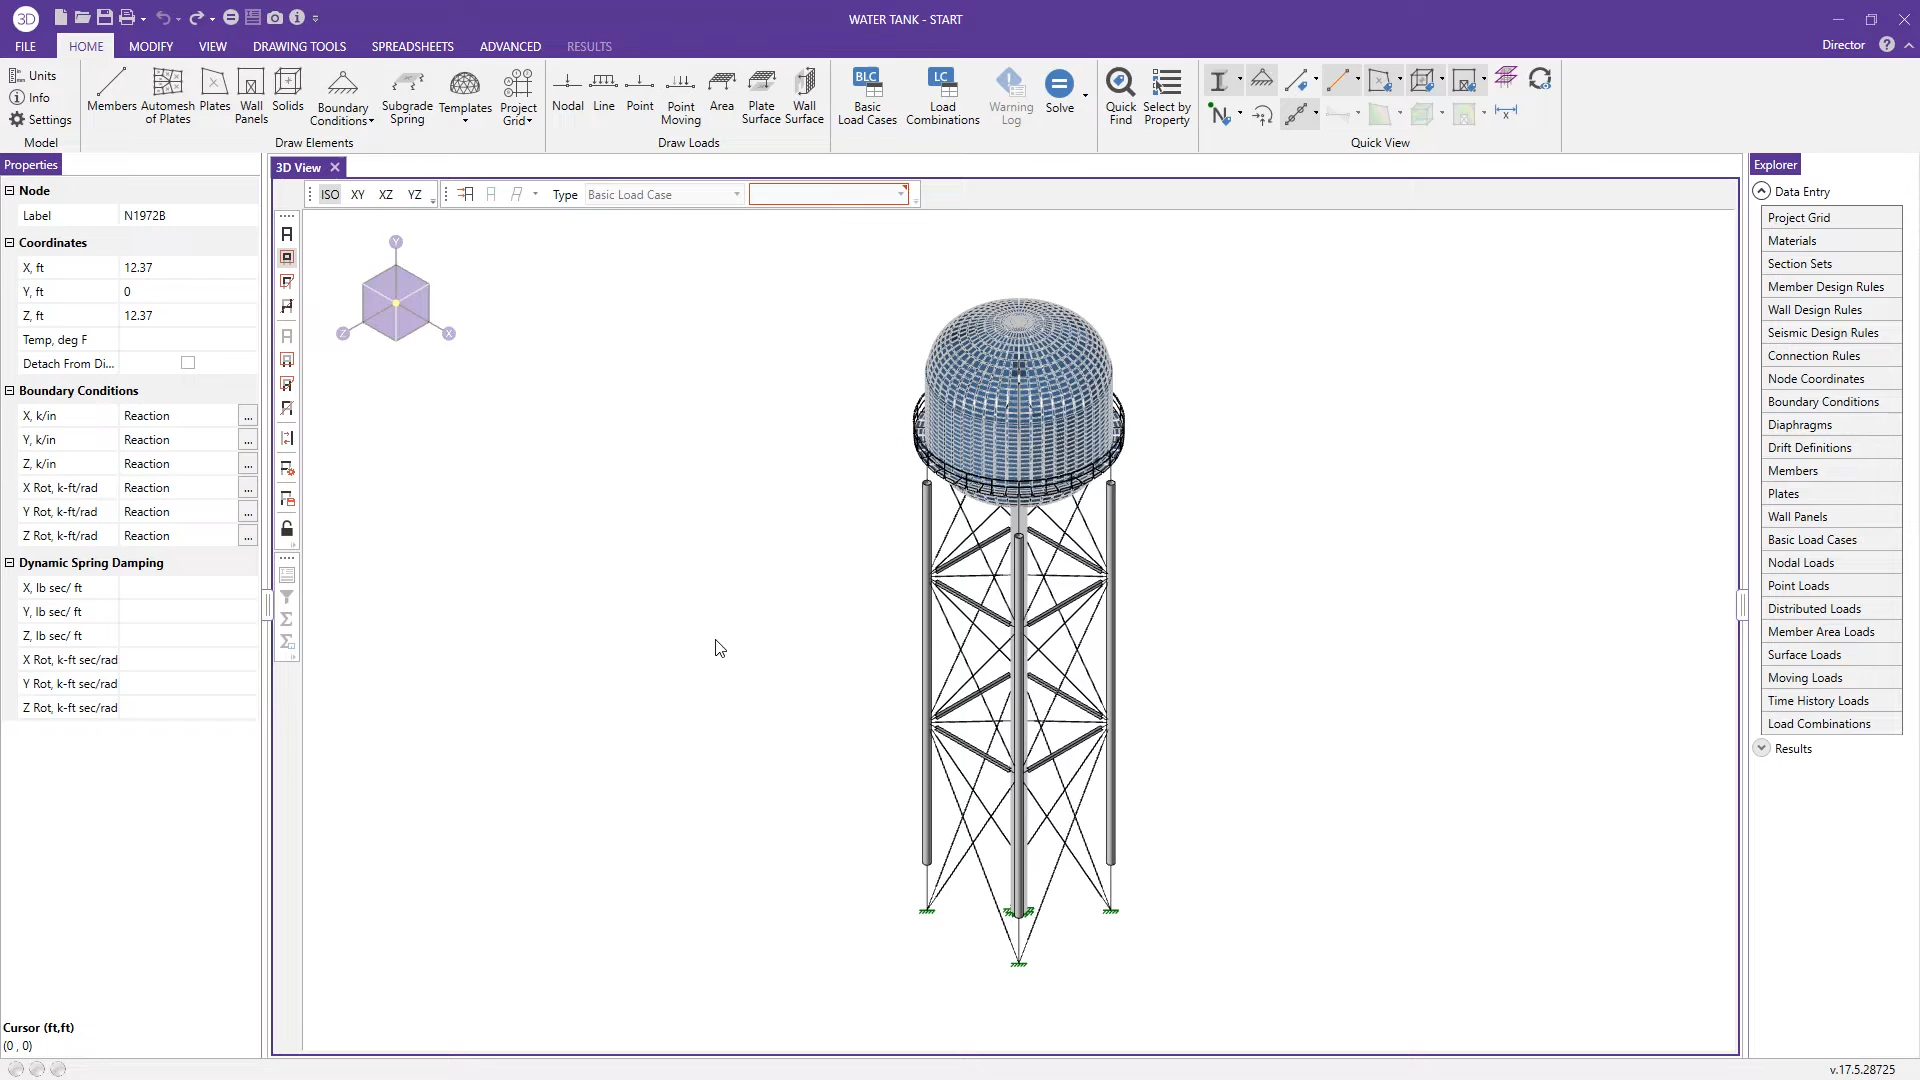 3D
WATER TANK - START
FILE
HOME
MODIFY
VIEW
DRAWING TOOLS
SPREADSHEETS
ADVANCED
RESULTS
Director
Units
Info
Settings
Model
Members
Automesh
of Plates
Plates
Wall
Panels
Solids
Boundary
Conditions
Subgrade
Spring
Templates
Project
Grid
Draw Elements
Nodal
Line
Point
Point
Moving
Area
Plate
Surface
Wall
Surface
Draw Loads
BLC
Basic
Load Cases
LC
Load
Combinations
Warning
Log
Solve
Quick
Find
Select by
Property
N
Quick View
Properties
Node
Label N1972B
Coordinates
X, ft 12.37
Y, ft 0
Z, ft 12.37
Temp, deg F
Detach From Di...
Boundary Conditions
X, k/in Reaction ...
Y, k/in Reaction ...
Z, k/in Reaction ...
X Rot, k-ft/rad Reaction ...
Y Rot, k-ft/rad Reaction ...
Z Rot, k-ft/rad Reaction ...
Dynamic Spring Damping
X, lb sec/ ft
Y, lb sec/ ft
Z, lb sec/ ft
X Rot, k-ft sec/rad
Y Rot, k-ft sec/rad
Z Rot, k-ft sec/rad
Cursor (ft,ft)
(0 , 0)
3D View
ISO XY XZ YZ
Type Basic Load Case
Y
Z
X
Explorer
Data Entry
Project Grid
Materials
Section Sets
Member Design Rules
Wall Design Rules
Seismic Design Rules
Connection Rules
Node Coordinates
Boundary Conditions
Diaphragms
Drift Definitions
Members
Plates
Wall Panels
Basic Load Cases
Nodal Loads
Point Loads
Distributed Loads
Member Area Loads
Surface Loads
Moving Loads
Time History Loads
Load Combinations
Results
v.17.5.28725